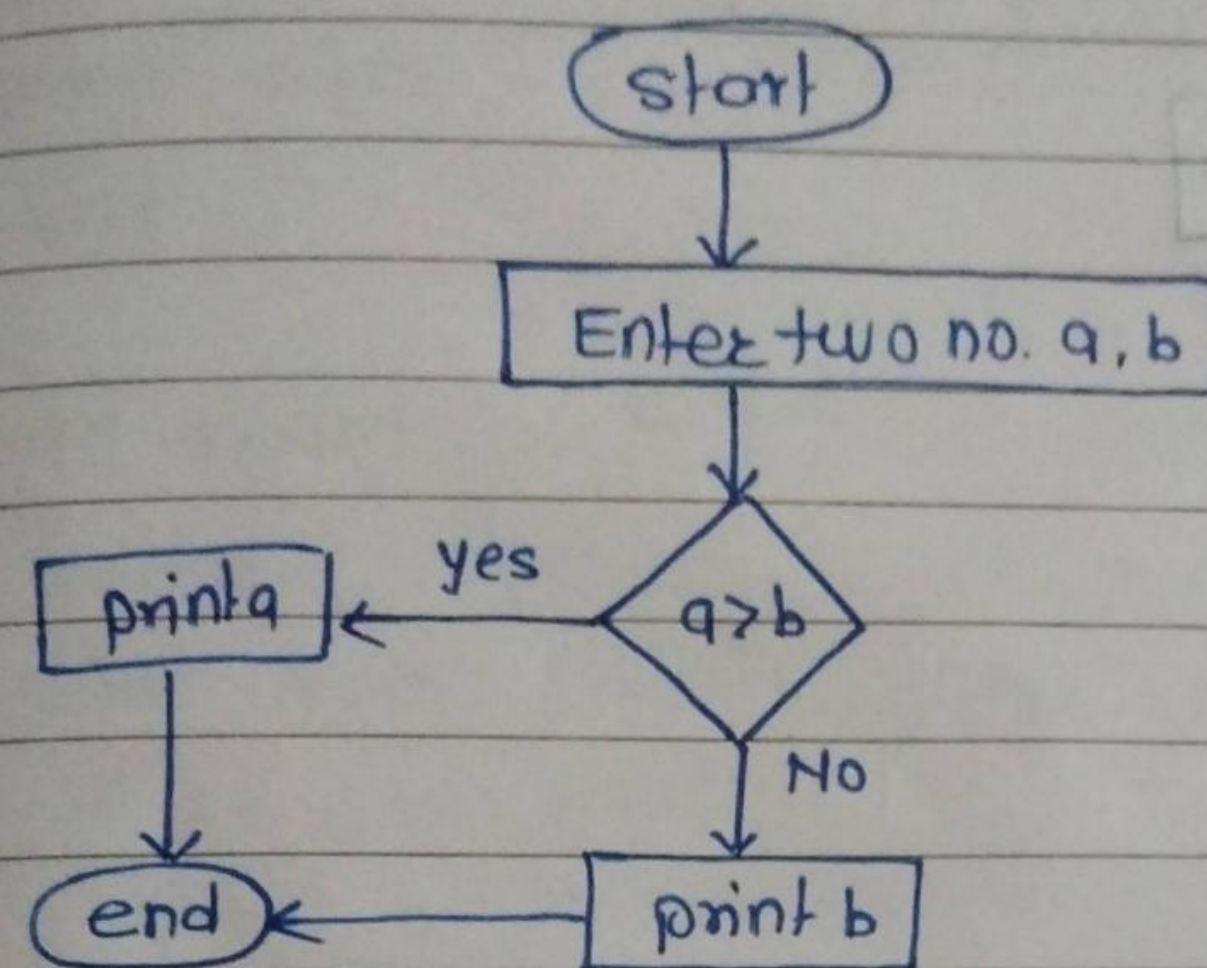 start
Enter two no. a, b
yes
print a
a>b
NO
end
print b